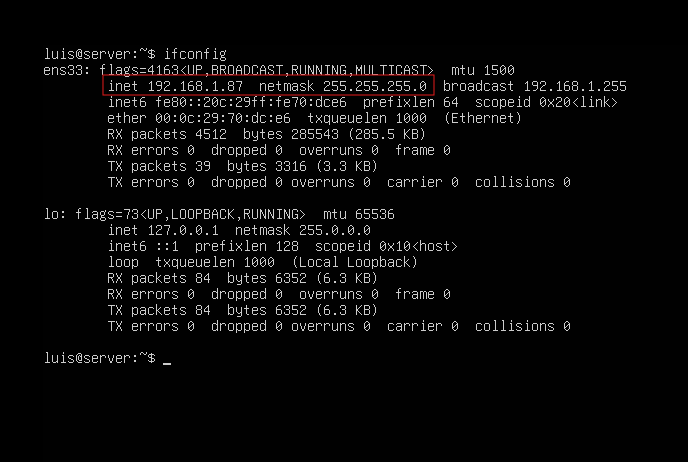 luis@server:~$ ifconfig
ens33: flags=4163<UP,BROADCAST,RUNNING,MULTICAST>  mtu 1500
        inet 192.168.1.87  netmask 255.255.255.0  broadcast 192.168.1.255
        inet6 fe80::20c:29ff:fe70:dce6  prefixlen 64  scopeid 0x20<link>
        ether 00:0c:29:70:dc:e6  txqueuelen 1000  (Ethernet)
        RX packets 4512  bytes 285543 (285.5 KB)
        RX errors 0  dropped 0  overruns 0  frame 0
        TX packets 39  bytes 3316 (3.3 KB)
        TX errors 0  dropped 0 overruns 0  carrier 0  collisions 0
lo: flags=73<UP,LOOPBACK,RUNNING>  mtu 65536
        inet 127.0.0.1  netmask 255.0.0.0
        inet6 ::1  prefixlen 128  scopeid 0x10<host>
        loop  txqueuelen 1000  (Local Loopback)
        RX packets 84  bytes 6352 (6.3 KB)
        RX errors 0  dropped 0  overruns 0  frame 0
        TX packets 84  bytes 6352 (6.3 KB)
        TX errors 0  dropped 0 overruns 0  carrier 0  collisions 0
luis@server:~$ _